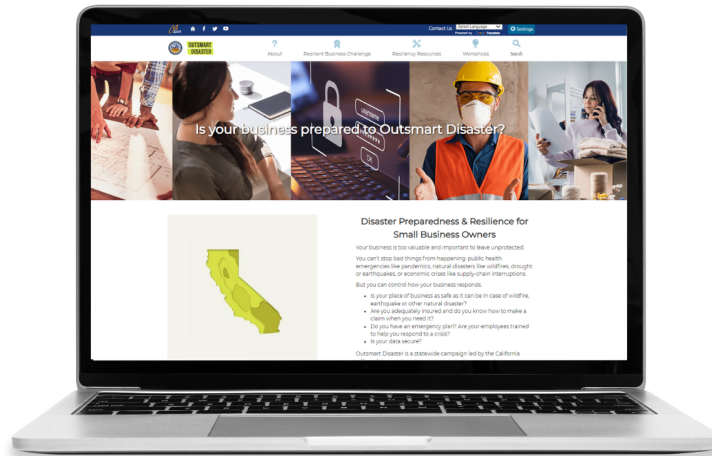 Contact Us Select Language Settings
Powered by Google Translate
OUTSMART
DISASTER
About Resilient Business Challenge Resiliency Resources Workshops Search
USERNAME
OK
Is your business prepared to Outsmart Disaster?
Disaster Preparedness & Resilience for
Small Business Owners
Your business is too valuable and important to leave unprotected.
You can't stop bad things from happening: public health
emergencies like pandemics, natural disasters like wildfires, drought
or earthquakes, or economic crises like supply-chain interruptions.
But you can control how your business responds.
Is your place of business as safe as it can be in case of wildfire,
earthquake or other natural disaster?
Are you adequately insured and do you know how to make a
claim when you need it?
Do you have an emergency plan? Are your employees trained
to help you respond to a crisis?
Is your data secure?
Outsmart Disaster is a statewide campaign led by the California